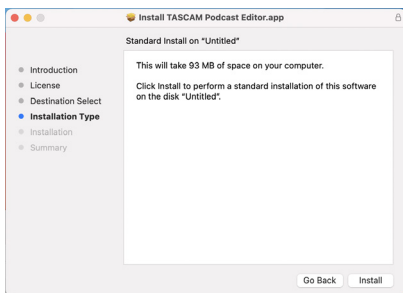 Install TASCAM Podcast Editor.app
Standard Install on "Untitled"
Introduction
License
Destination Select
Installation Type
Installation
Summary
This will take 93 MB of space on your computer.
Click Install to perform a standard installation of this software
on the disk "Untitled".
Go Back
Install